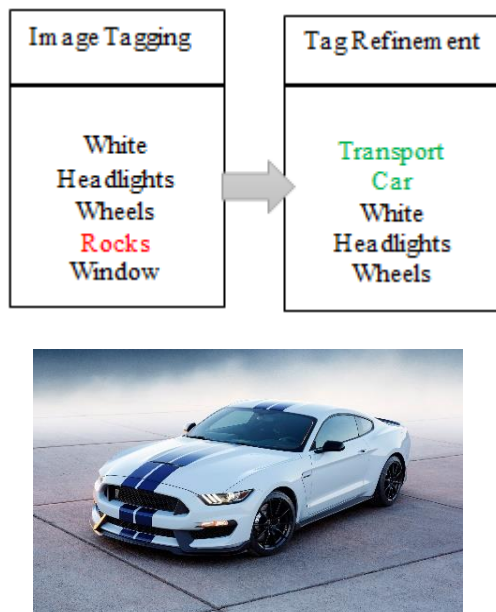 Image Tagging
White
Headlights
Wheels
Rocks
Window
Tag Refinement
Transport
Car
White
Headlights
Wheels